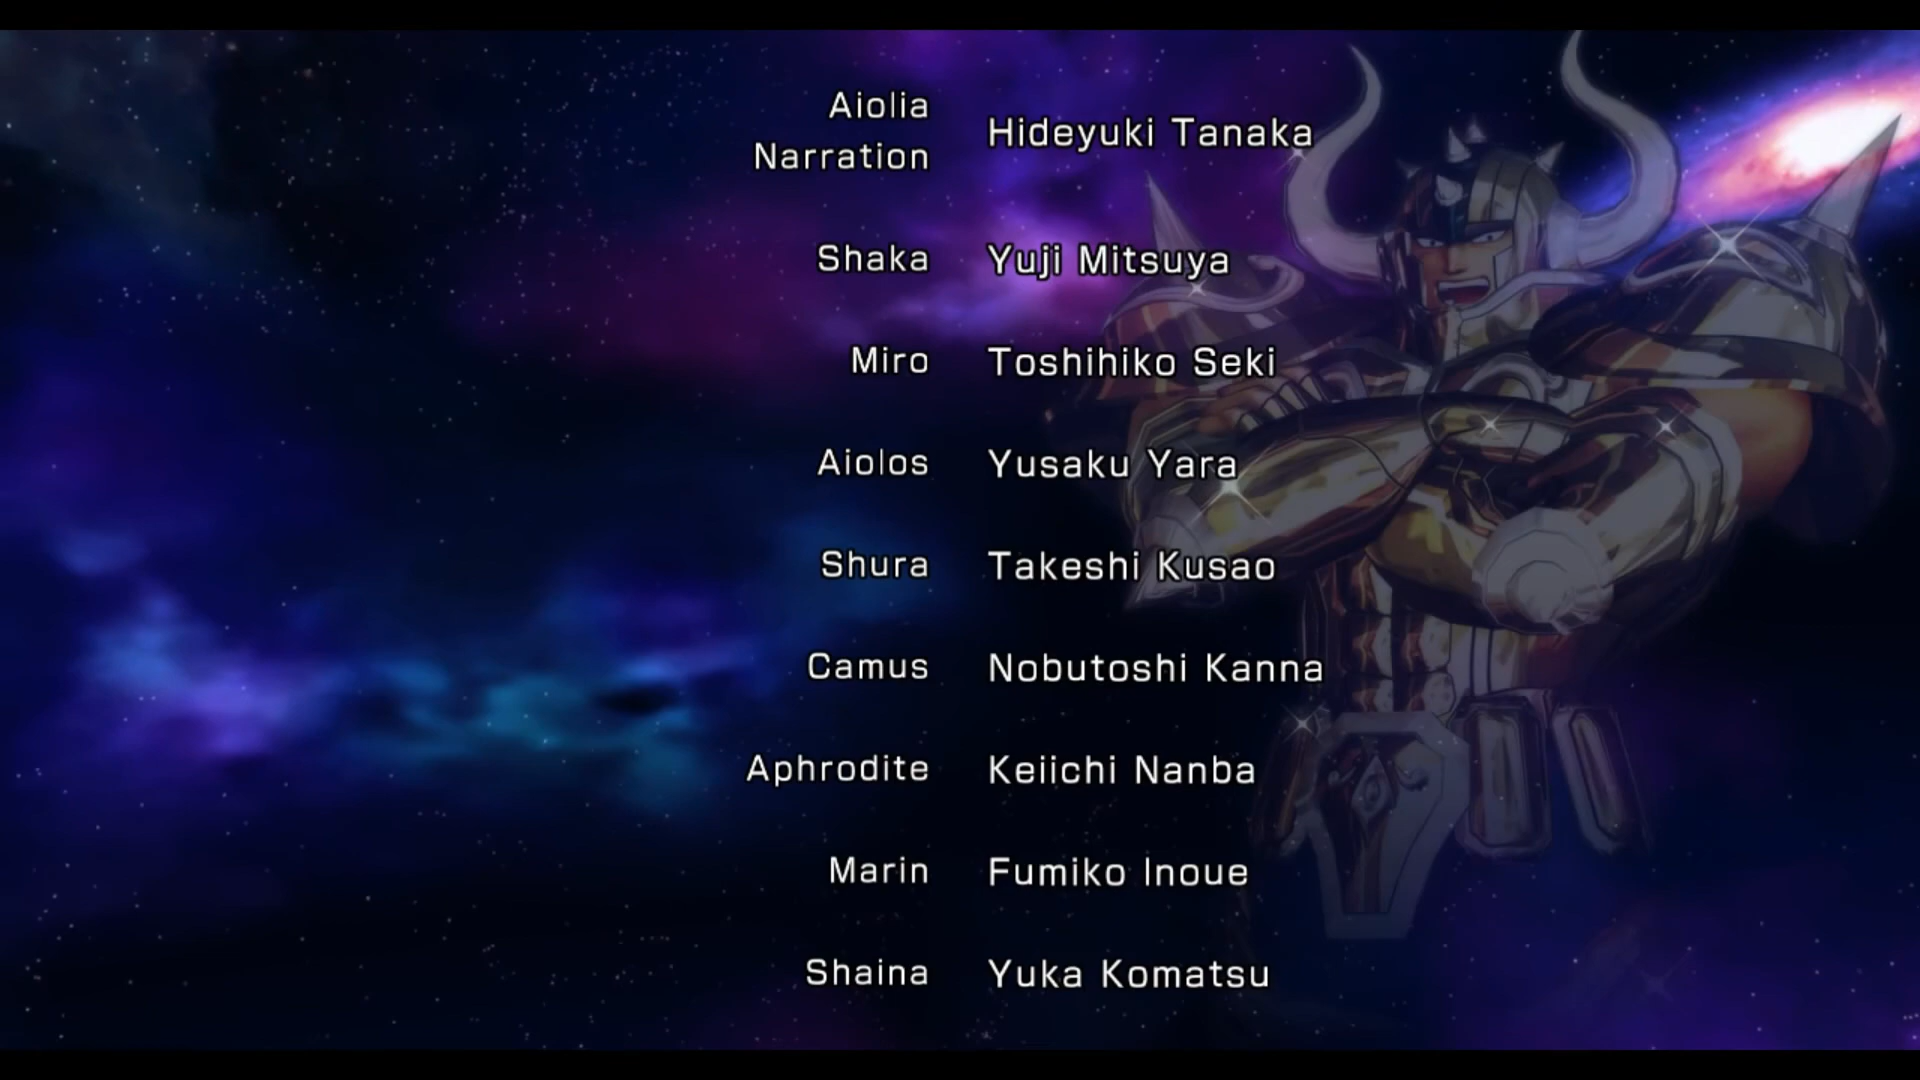 Aiolia
Narration Hideyuki Tanaka
Shaka Yuji Mitsuya
Miro Toshihiko Seki
Aiolos Yusaku Yara
Shura Takeshi Kusao
Camus Nobutoshi Kanna
Aphrodite Keiichi Nanba
Marin Fumiko Inoue
Shaina Yuka Komatsu